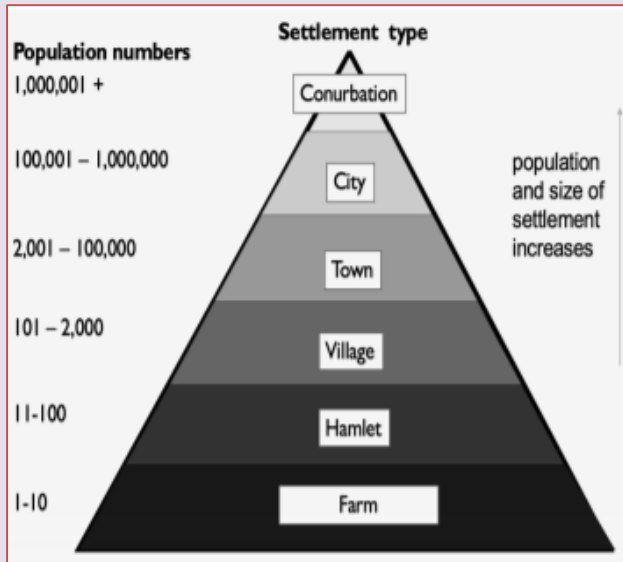 Settlement type
Population numbers
1,000,001 +
Conurbation
100,001 – 1,000,000
City
population
and size of
settlement
increases
2,001 – 100,000
Town
101 – 2,000
Village
11-100
Hamlet
1-10
Farm